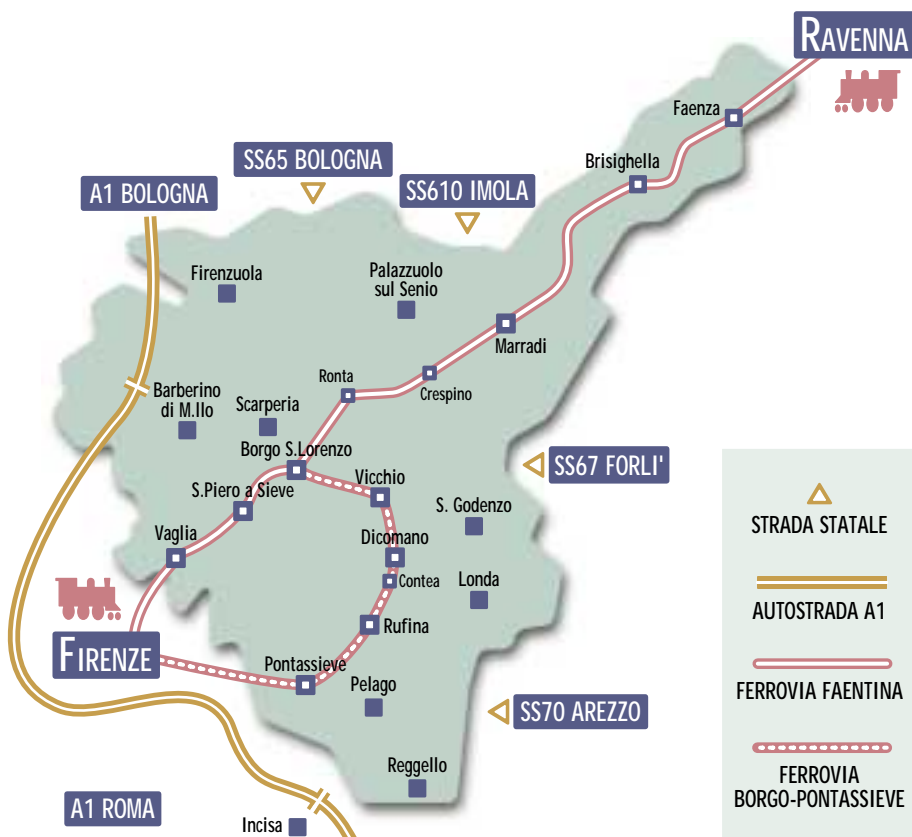 RAVENNA
Faenza
SS65 BOLOGNA
Brisighella
A1 BOLOGNA
SS610 IMOLA
Firenzuola
Palazzuolo
sul Senio
Marradi
Ronta
Crespino
Barberino
di M.llo
Scarperia
Borgo S.Lorenzo
SS67 FORLI'
Vicchio
S.Piero a Sieve
S. Godenzo
Vaglia
Dicomano
Contea
Londa
Rufina
FIRENZE
Pontassieve
Pelago
SS70 AREZZO
Reggello
A1 ROMA
Incisa
STRADA STATALE
AUTOSTRADA A1
FERROVIA FAENTINA
FERROVIA
BORGO-PONTASSIEVE